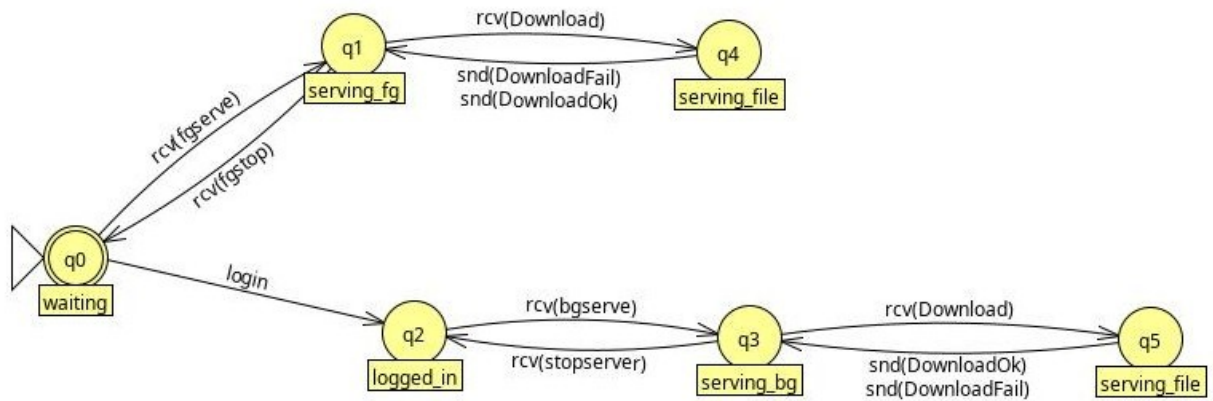 q1
serving_fg
rcv(Download)
snd(DownloadFail)
snd(DownloadOk)
q4
serving_file
rcv(fgserve)
rcv(fgstop)
q0
waiting
login
q2
logged_in
rcv(bgserve)
rcv(stopserver)
q3
serving_bg
rcv(Download)
snd(DownloadOk)
snd(DownloadFail)
q5
serving_file